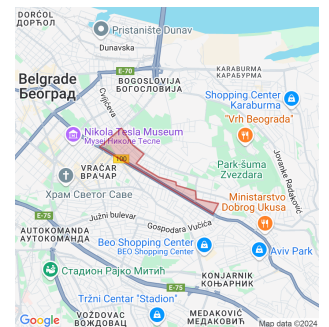 DORĆOL
ДОРЋОЛ
Pristanište Dunav
Dunavska
E-70
KARABURMA
КАРАБУРМА
Belgrade
Београд
BOGOSLOVIJA
БОГОСЛОВИЈА
Cvijićeva
Shopping Center
Karaburma
"Vrh Beograda"
Nikola Tesla Museum
Музеј Николе Тесле
100
Park-šuma
Zvezdara
Jovanke Radaković
VRAČAR
ВРАЧАР
Храм Светог Саве
Ministarstvo
Dobrog Ukusa
E-75
Južni bulevar
Gospodara Vučića
AUTOKOMANDA
АУТОКОМАНДА
Beo Shopping Center
BEO Shopping Center
Avip Park
Стадион Рајко Митић
KONJARNIK
КОЊАРНИК
E-75
Tržni Centar "Stadion"
Google
VOŽDOVAC
ВОЖДОВАЦ
MEDAKOVIĆ
МЕДАКОВИЋ
Map data ©2024